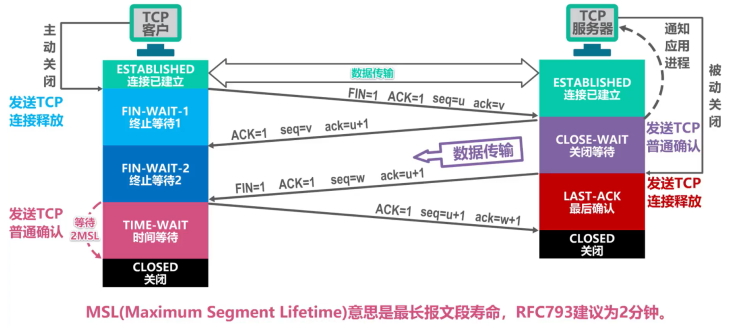 TCP
客户
TCP
服务器
主动关闭
通知
应用
进程
被动关闭
ESTABLISHED
连接已建立
数据传输
ESTABLISHED
连接已建立
发送TCP
连接释放
FIN=1 ACK=1 seq=u ack=v
FIN-WAIT-1
终止等待1
ACK=1 seq=v ack=u+1
CLOSE-WAIT
关闭等待
发送TCP
普通确认
数据传输
FIN-WAIT-2
终止等待2
FIN=1 ACK=1 seq=w ack=u+1
发送TCP
连接释放
LAST-ACK
最后确认
发送TCP
普通确认
等待
2MSL
TIME-WAIT
时间等待
ACK=1 seq=u+1 ack=w+1
CLOSED
关闭
CLOSED
关闭
MSL(Maximum Segment Lifetime)意思是最长报文段寿命，RFC793建议为2分钟。